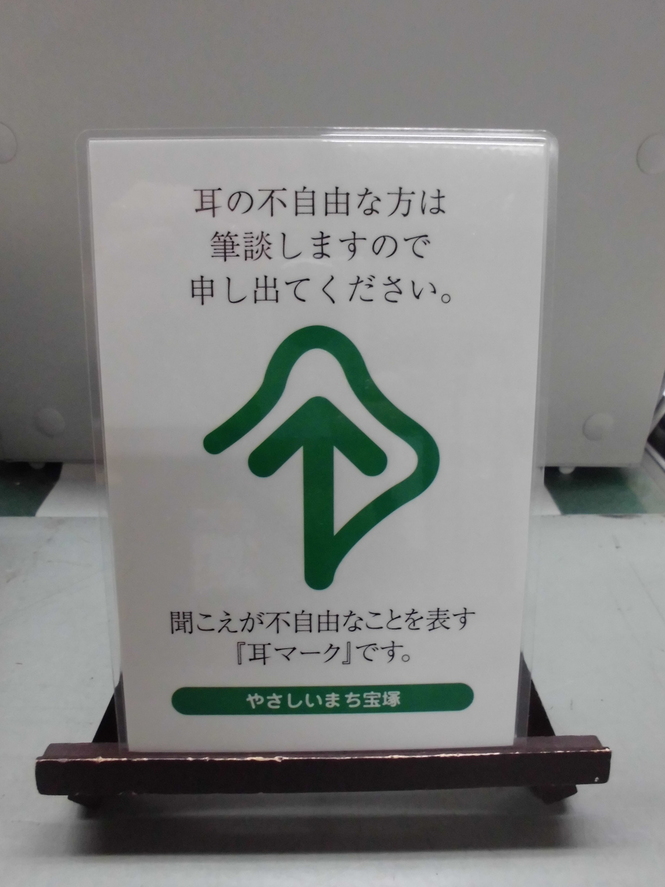 耳の不自由な方は
筆談しますので
申し出てください。
聞こえが不自由なことを表す
『耳マーク』です。
やさしいまち宝塚